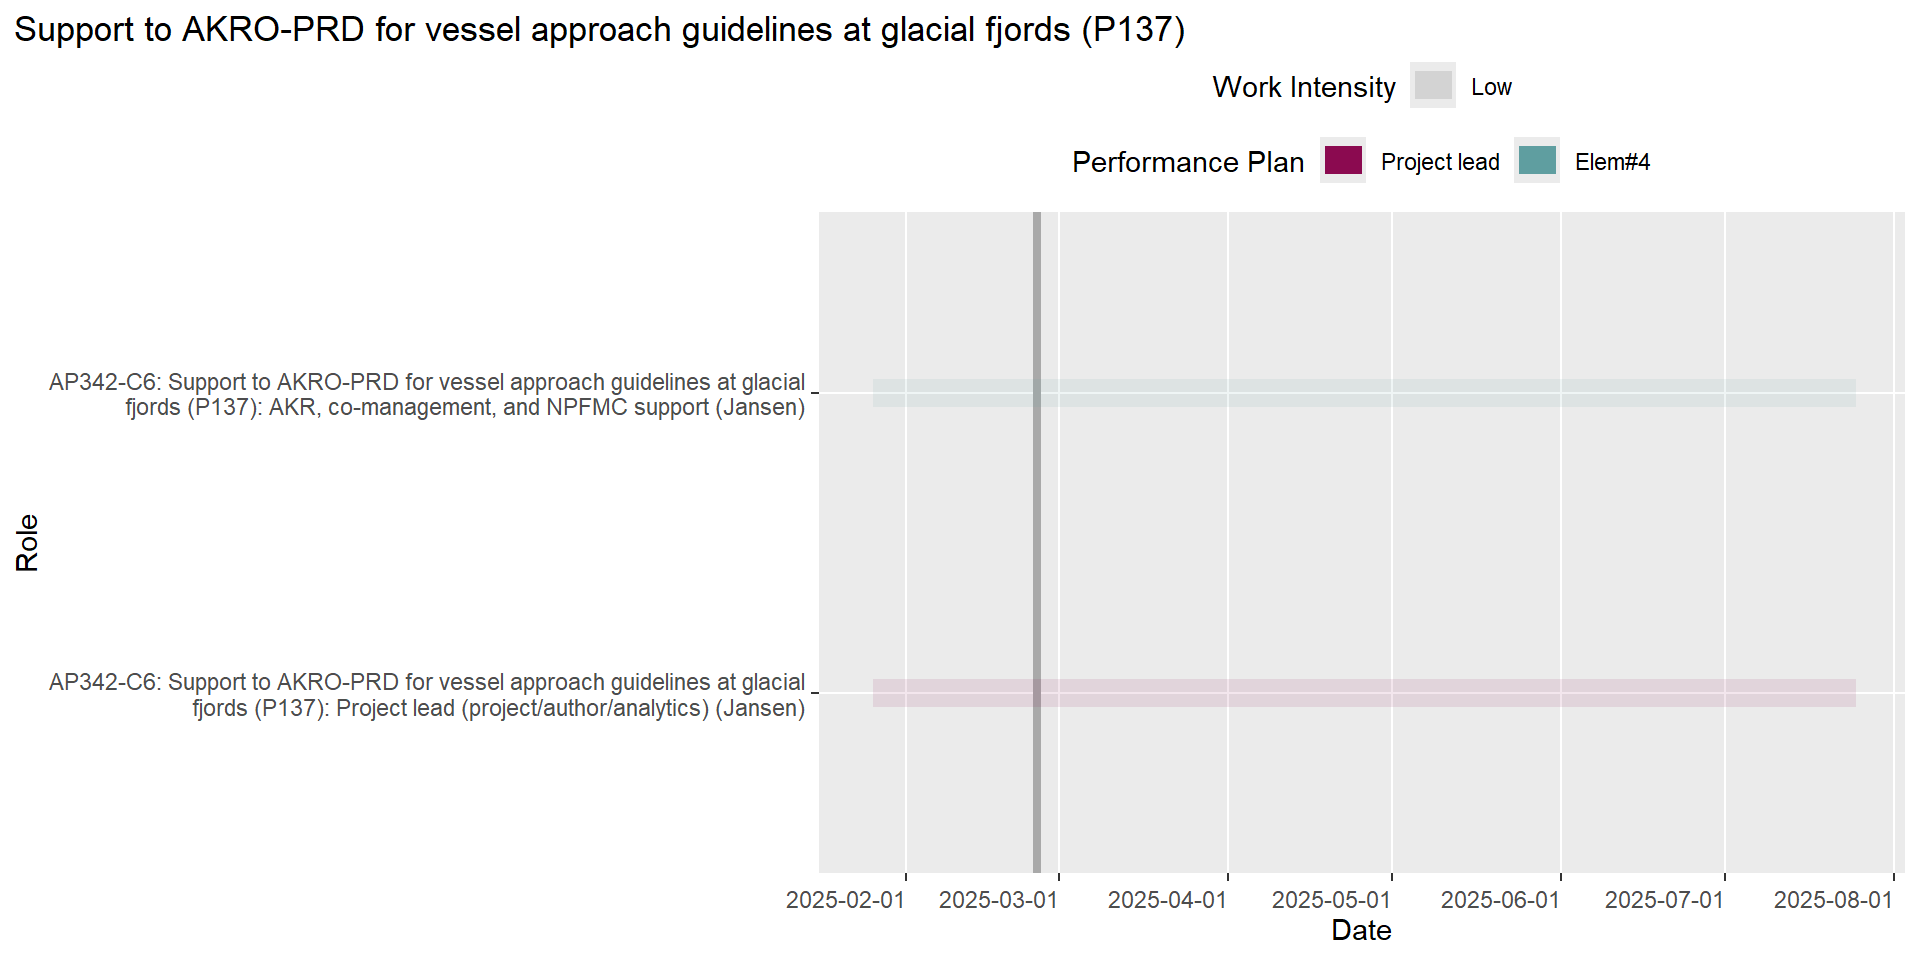 Support to AKRO-PRD for vessel approach guidelines at glacial fjords (P137)
Work Intensity Low
Performance Plan Project lead Elem#4
AP342-C6: Support to AKRO-PRD for vessel approach guidelines at glacial
fjords (P137): AKR, co-management, and NPFMC support (Jansen)
Role
AP342-C6: Support to AKRO-PRD for vessel approach guidelines at glacial
fjords (P137): Project lead (project/author/analytics) (Jansen)
2025-02-01 2025-03-01 2025-04-01 2025-05-01 2025-06-01 2025-07-01 2025-08-01
Date